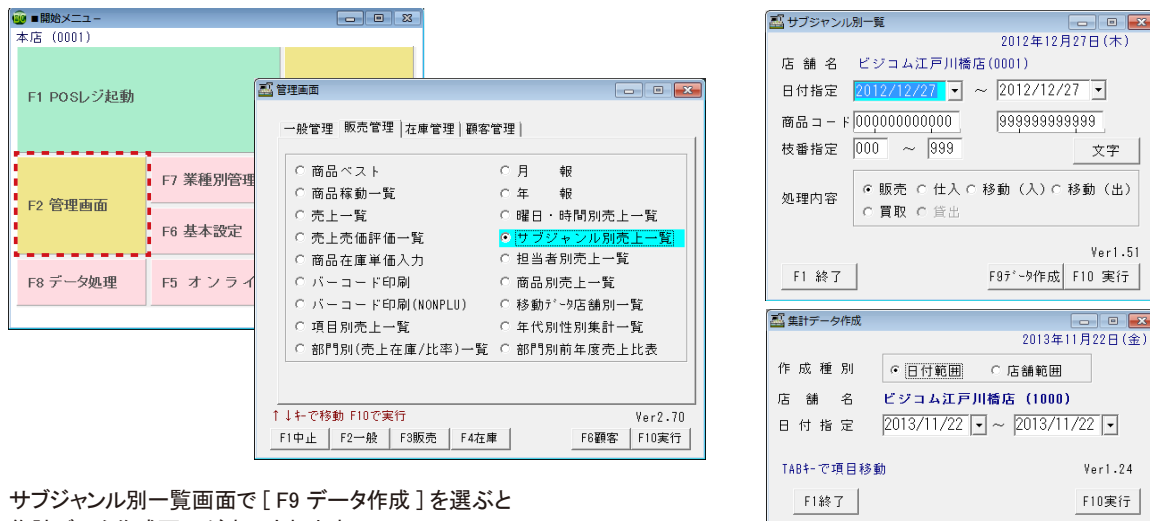 ■開始メニュー
本店 (0001)
F1 POSレジ起動
F2 管理画面
F7 業種別管理
F6 基本設定
F8 データ処理
F5 オンライ
管理画面
一般管理 販売管理 在庫管理 顧客管理
商品ベスト
商品稼動一覧
売上一覧
売上売価評価一覧
商品在庫単価入力
バーコード印刷
バーコード印刷(NONPLU)
項目別売上一覧
部門別(売上在庫/比率)一覧
月 報
年 報
曜日・時間別売上一覧
サブジャンル別売上一覧
担当者別売上一覧
商品別売上一覧
移動ﾃﾞｰﾀ店舗別一覧
年代別性別集計一覧
部門別前年度売上比表
↑↓ｷｰで移動 F10で実行 Ver2.70
F1中止 F2一般 F3販売 F4在庫 F6顧客 F10実行
サブジャンル別一覧
2012年12月27日(木)
店 舗 名 ビジコム江戸川橋店(0001)
日付指定 2012/12/27 ～ 2012/12/27
商品コード 000000000000 999999999999
枝番指定 000 ～ 999 文字
処理内容 販売 仕入 移動（入） 移動（出）
買取 貸出
Ver1.51
F1 終了 F9ﾃﾞｰﾀ作成 F10 実行
集計データ作成
2013年11月22日(金)
作 成 種 別 日付範囲 店舗範囲
店 舗 名 ビジコム江戸川橋店 (1000)
日 付 指 定 2013/11/22 ～ 2013/11/22
TABｷｰで項目移動 Ver1.24
F1終了 F10実行
サブジャンル別一覧画面で [ F9 データ作成 ] を選ぶと